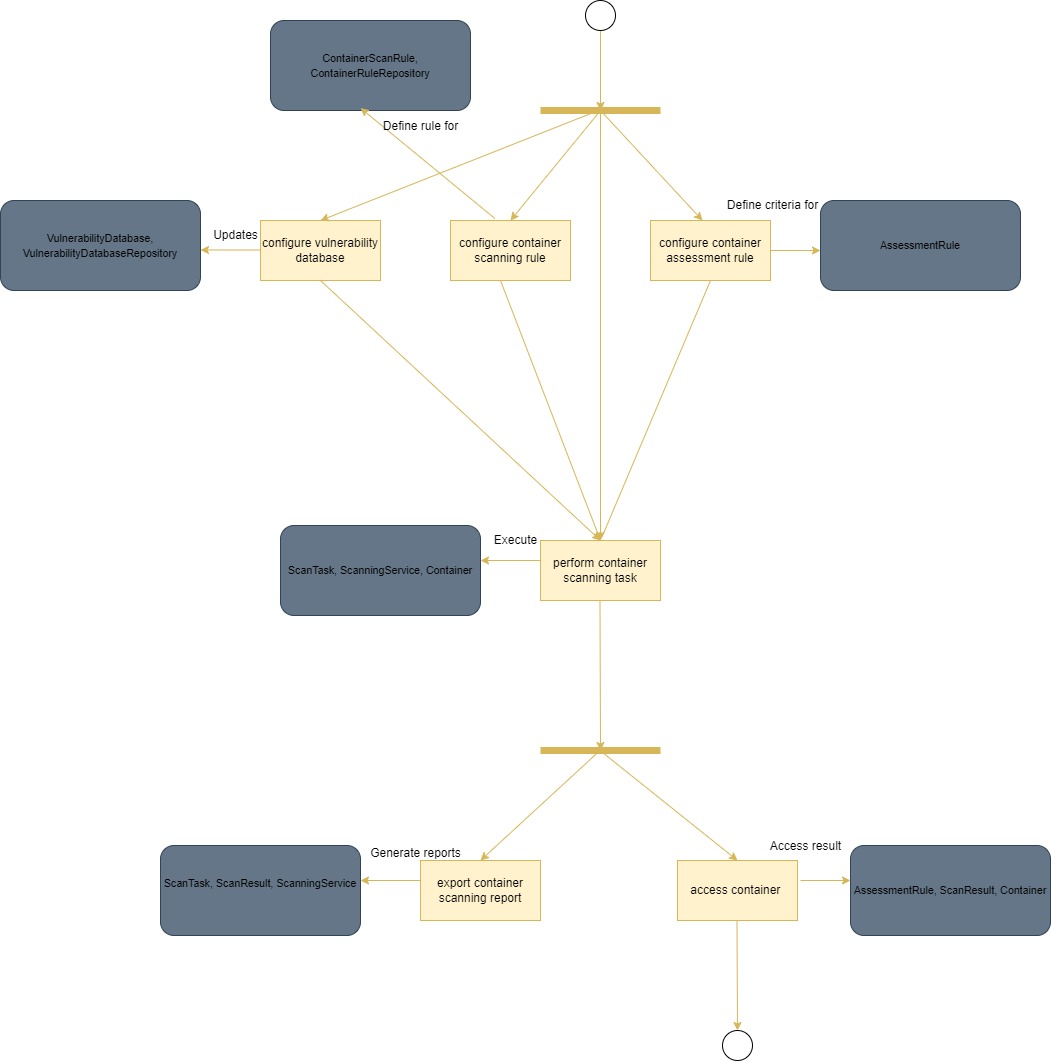 ContainerScanRule,
ContainerRuleRepository
Define rule for
Define criteria for
VulnerabilityDatabase,
VulnerabilityDatabaseRepository
Updates
configure vulnerability
database
configure container
scanning rule
configure container
assessment rule
AssessmentRule
Execute
ScanTask, ScanningService, Container
perform container
scanning task
Generate reports
Access result
ScanTask, ScanResult, ScanningService
export container
scanning report
access container
AssessmentRule, ScanResult, Container